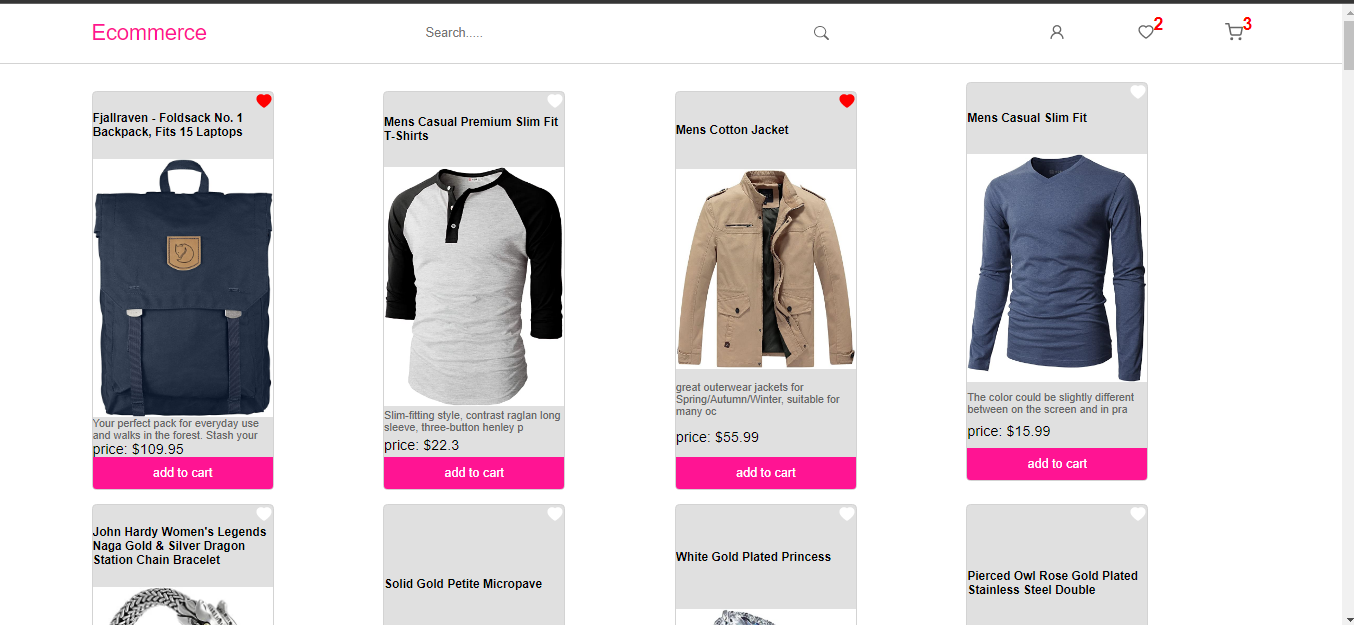 Ecommerce
Search.....
2
3
Fjallraven - Foldsack No. 1
Backpack, Fits 15 Laptops
Your perfect pack for everyday use
and walks in the forest. Stash your
price: $109.95
add to cart
Mens Casual Premium Slim Fit
T-Shirts
Slim-fitting style, contrast raglan long
sleeve, three-button henley p
price: $22.3
add to cart
Mens Cotton Jacket
great outerwear jackets for
Spring/Autumn/Winter, suitable for
many oc
price: $55.99
add to cart
Mens Casual Slim Fit
The color could be slightly different
between on the screen and in pra
price: $15.99
add to cart
John Hardy Women's Legends
Naga Gold & Silver Dragon
Station Chain Bracelet
Solid Gold Petite Micropave
White Gold Plated Princess
Pierced Owl Rose Gold Plated
Stainless Steel Double